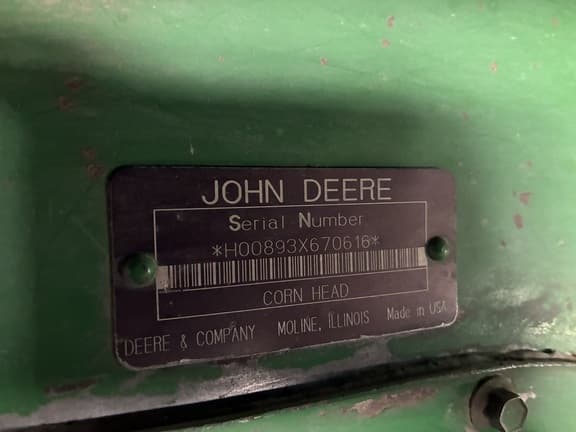 JOHN DEERE
Serial Number
*H00893X670616*
CORN HEAD
DEERE & COMPANY MOLINE, ILLINOIS Made in USA